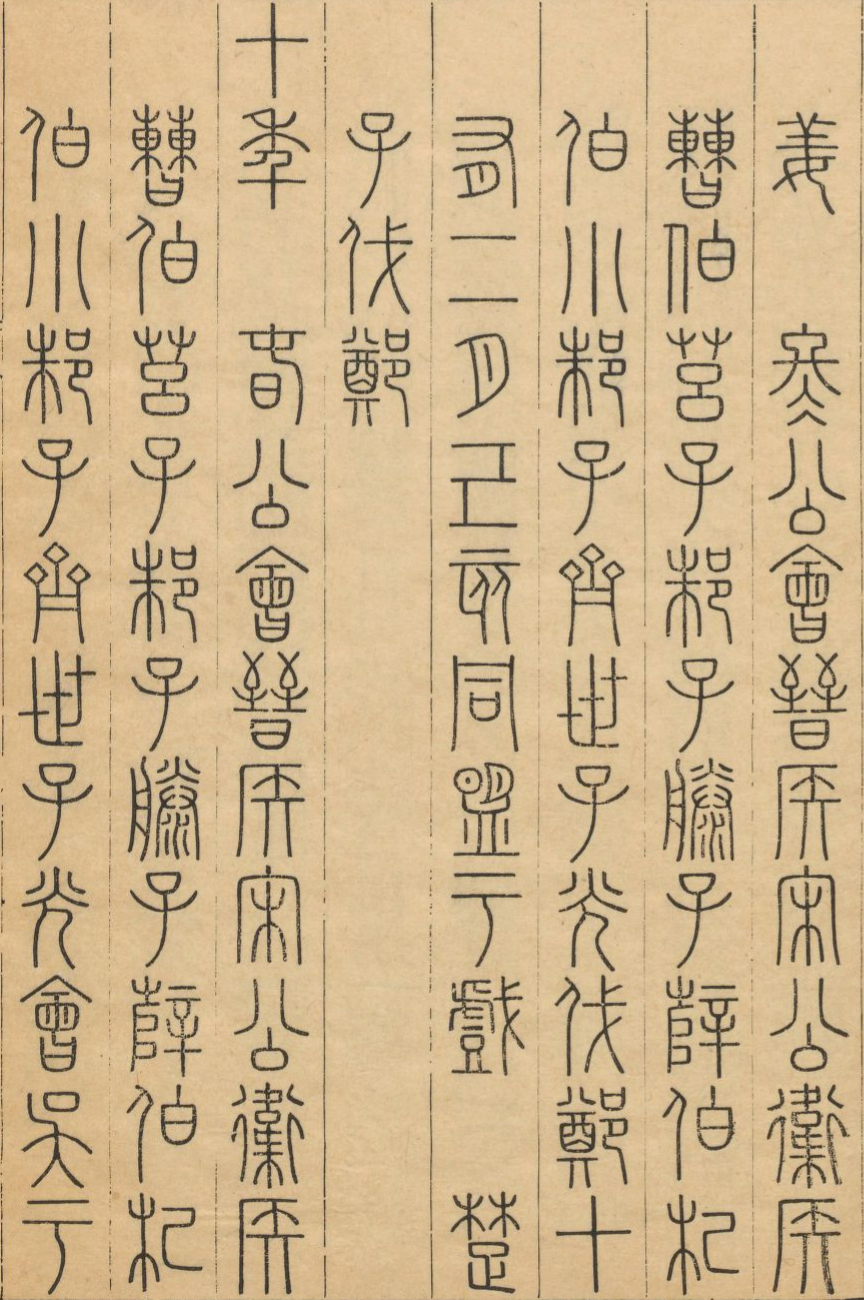 姜　冬公會晉侯宋公衛侯
曹伯莒子邾子滕子薛伯杞
伯小邾子齊世子光伐鄭十
有二月己亥同盟于戲　楚
子伐鄭
十年　春公會晉侯宋公衛侯
曹伯莒子邾子滕子薛伯杞
伯小邾子齊世子光會吳于